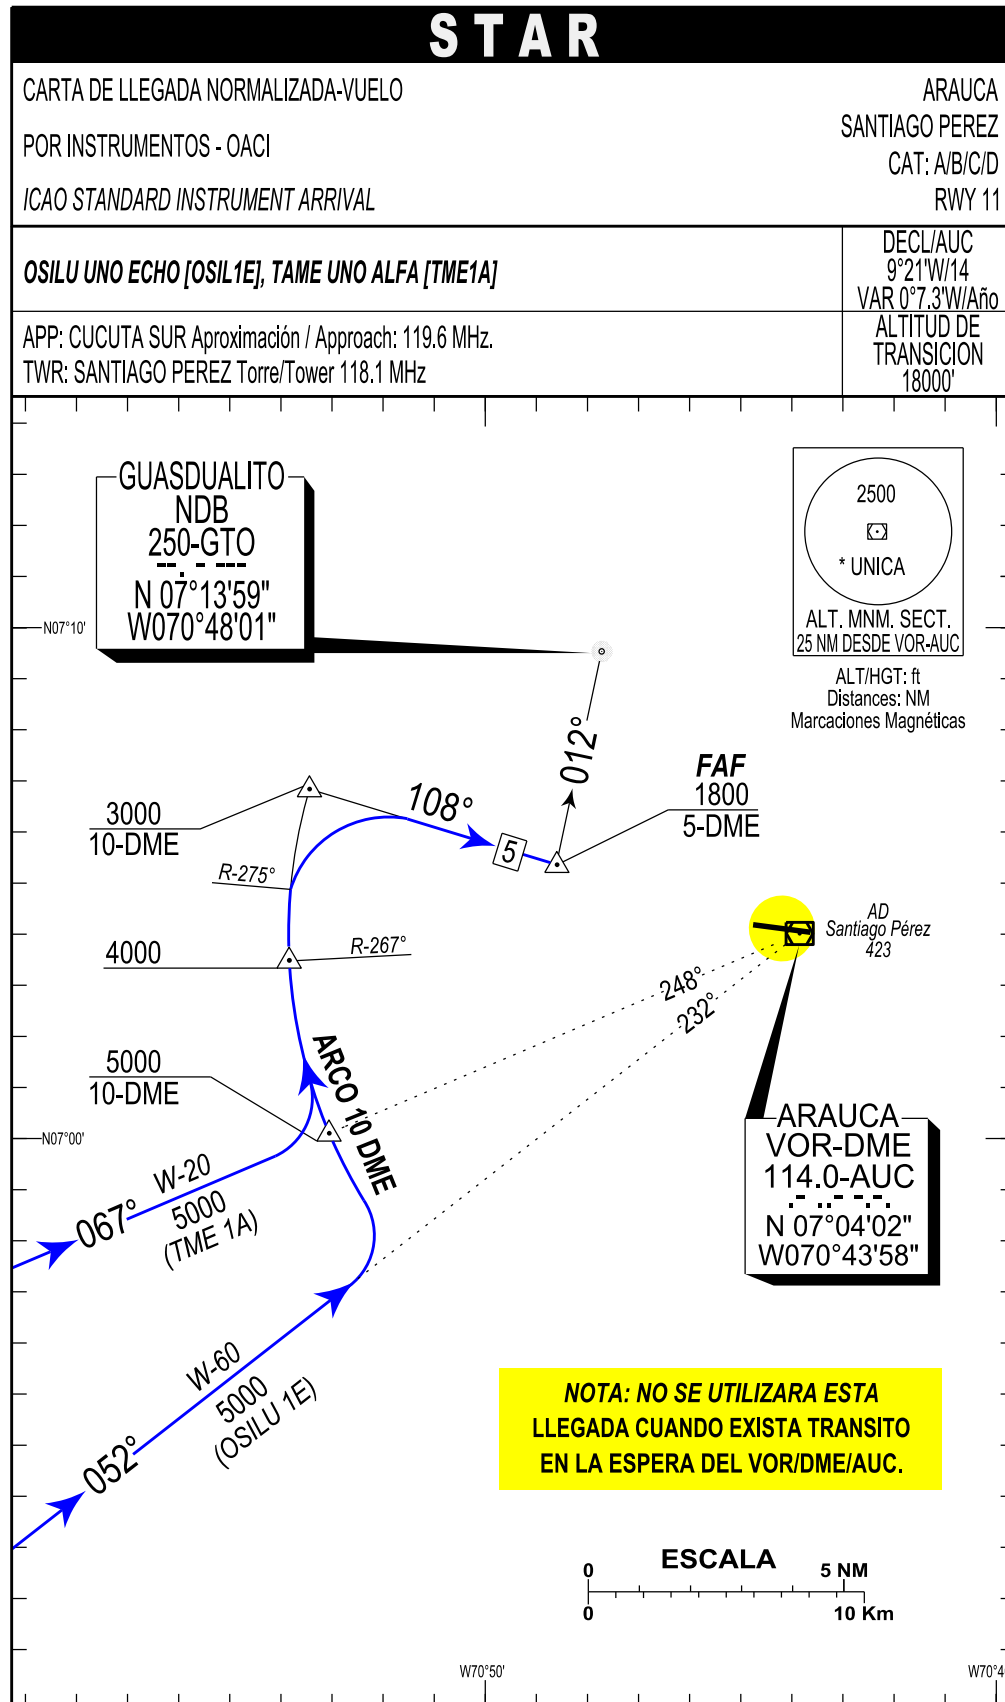 STAR
CARTA DE LLEGADA NORMALIZADA-VUELO
POR INSTRUMENTOS - OACI
ICAO STANDARD INSTRUMENT ARRIVAL
ARAUCA
SANTIAGO PEREZ
CAT: A/B/C/D
RWY 11
OSILU UNO ECHO [OSIL1E], TAME UNO ALFA [TME1A]
DECL/AUC
9°21'W/14
VAR 0°7.3'W/Año
APP: CUCUTA SUR Aproximación / Approach: 119.6 MHz.
TWR: SANTIAGO PEREZ Torre/Tower 118.1 MHz
ALTITUD DE
TRANSICION
18000'
GUASDUALITO
NDB
250-GTO
N 07°13'59"
W070°48'01"
2500
* UNICA
ALT. MNM. SECT.
25 NM DESDE VOR-AUC
ALT/HGT: ft
Distances: NM
Marcaciones Magnéticas
N07°10'
012°
FAF
1800
5-DME
3000
10-DME
108°
5
R-275°
AD
Santiago Pérez
423
4000
R-267°
248°
232°
5000
10-DME
ARCO 10 DME
N07°00'
ARAUCA
VOR-DME
114.0-AUC
N 07°04'02"
W070°43'58"
067°
W-20
5000
(TME 1A)
052°
W-60
5000
(OSILU 1E)
NOTA: NO SE UTILIZARA ESTA
LLEGADA CUANDO EXISTA TRANSITO
EN LA ESPERA DEL VOR/DME/AUC.
ESCALA
0 5 NM
0 10 Km
W70°50'